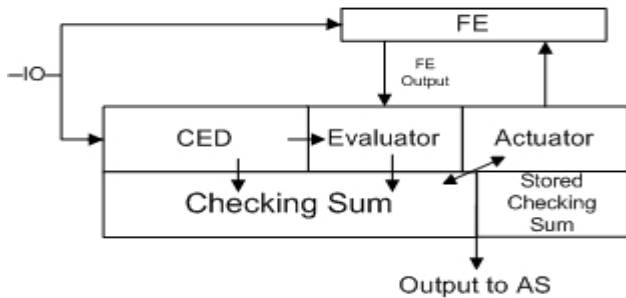 FE
IO
FE
Output
CED
Evaluator
Actuator
Checking Sum
Stored
Checking
Sum
Output to AS